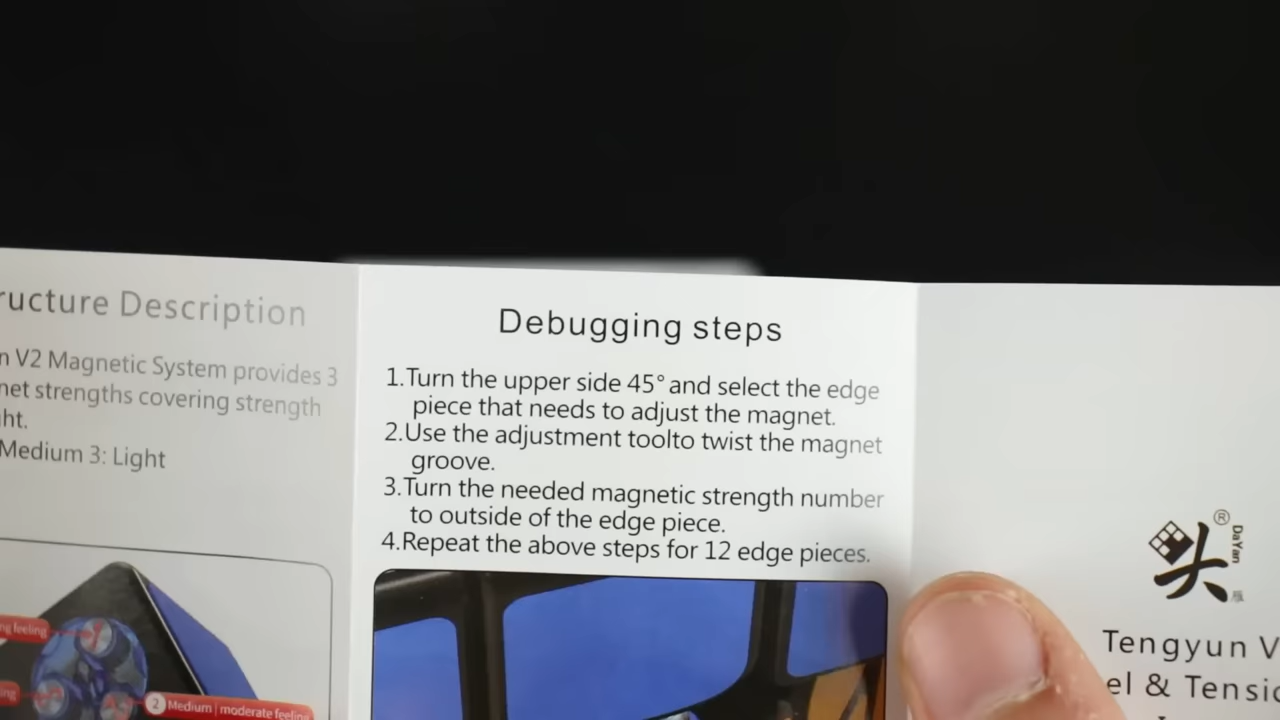 ructure Description
n V2 Magnetic System provides 3
net strengths covering strength
ht.
Medium 3: Light
ng feeling
ing
2 Medium | moderate feeling
Debugging steps
1.Turn the upper side 45° and select the edge
piece that needs to adjust the magnet.
2.Use the adjustment toolto twist the magnet
groove.
3.Turn the needed magnetic strength number
to outside of the edge piece.
4.Repeat the above steps for 12 edge pieces.
®
DaYan
Tengyun V
el & Tensio